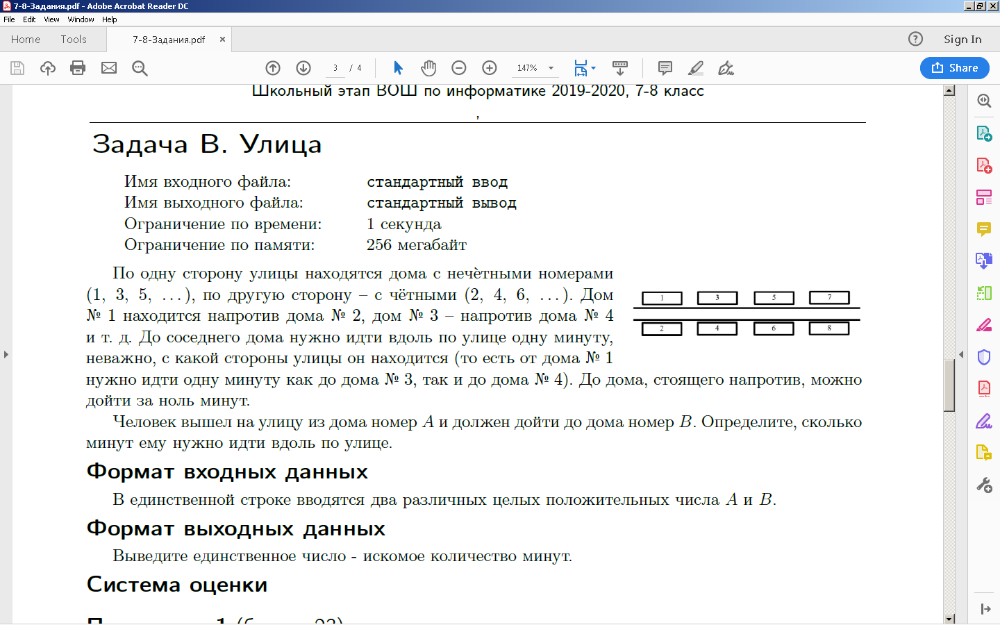 7-8-Задания.pdf - Adobe Acrobat Reader DC
File Edit View Window Help
Home Tools 7-8-Задания.pdf × Sign In
3 / 4 147% Share
Школьный этап ВОШ по информатике 2019-2020, 7-8 класс
,
Задача B. Улица
Имя входного файла: стандартный ввод
Имя выходного файла: стандартный вывод
Ограничение по времени: 1 секунда
Ограничение по памяти: 256 мегабайт
По одну сторону улицы находятся дома с нечѐтными номерами
(1, 3, 5, ...), по другую сторону – с чётными (2, 4, 6, ...). Дом
№ 1 находится напротив дома № 2, дом № 3 – напротив дома № 4
и т. д. До соседнего дома нужно идти вдоль по улице одну минуту,
неважно, с какой стороны улицы он находится (то есть от дома № 1
нужно идти одну минуту как до дома № 3, так и до дома № 4). До дома, стоящего напротив, можно
дойти за ноль минут.
1 3 5 7
2 4 6 8
Человек вышел на улицу из дома номер A и должен дойти до дома номер B. Определите, сколько
минут ему нужно идти вдоль по улице.
Формат входных данных
В единственной строке вводятся два различных целых положительных числа A и B.
Формат выходных данных
Выведите единственное число - искомое количество минут.
Система оценки